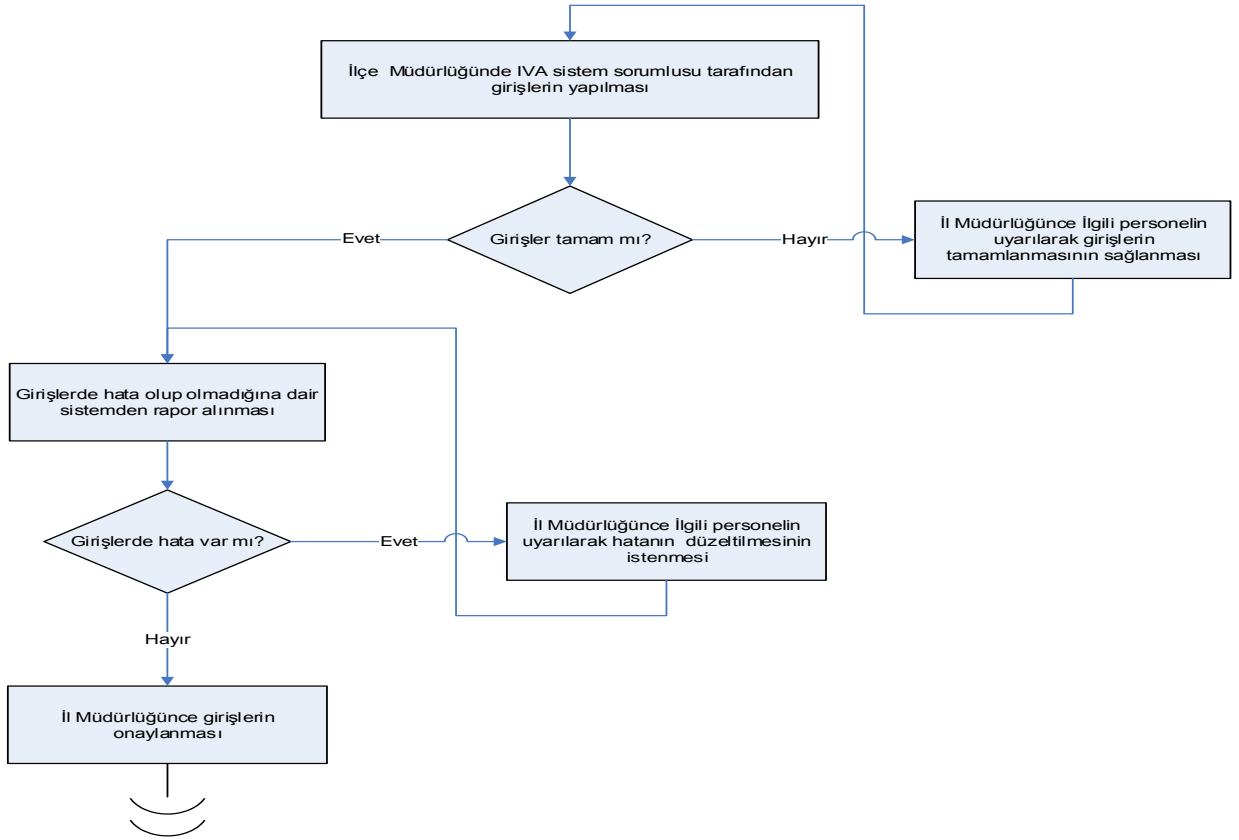 İlçe Müdürlüğünde IVA sistem sorumlusu tarafından
girişlerin yapılması
Girişler tamam mı?
Evet
Hayır
İl Müdürlüğünce İlgili personelin
uyarılarak girişlerin
tamamlanmasının sağlanması
Girişlerde hata olup olmadığına dair
sistemden rapor alınması
Girişlerde hata var mı?
Evet
İl Müdürlüğünce İlgili personelin
uyarılarak hatanın düzeltilmesinin
istenmesi
Hayır
İl Müdürlüğünce girişlerin
onaylanması